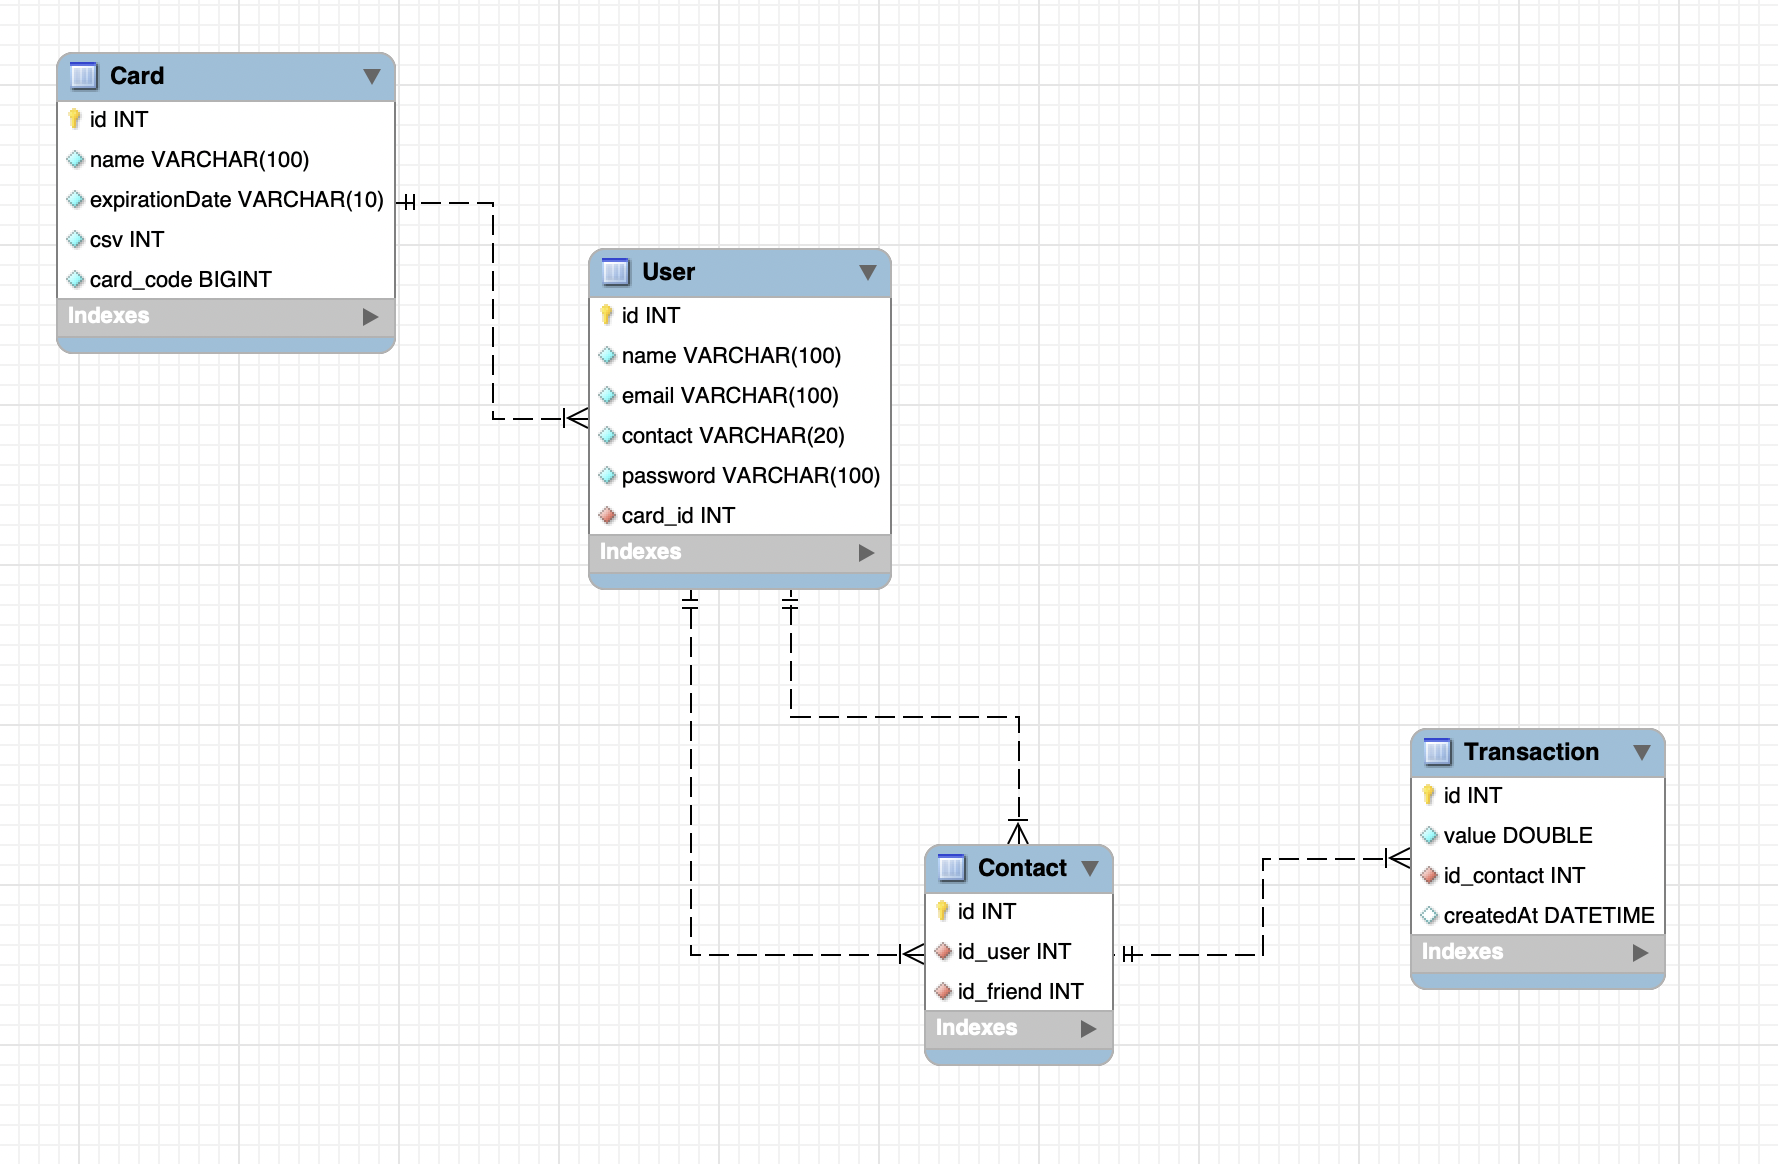 Card
id INT
name VARCHAR(100)
expirationDate VARCHAR(10)
csv INT
card_code BIGINT
Indexes
User
id INT
name VARCHAR(100)
email VARCHAR(100)
contact VARCHAR(20)
password VARCHAR(100)
card_id INT
Indexes
Contact
id INT
id_user INT
id_friend INT
Indexes
Transaction
id INT
value DOUBLE
id_contact INT
createdAt DATETIME
Indexes